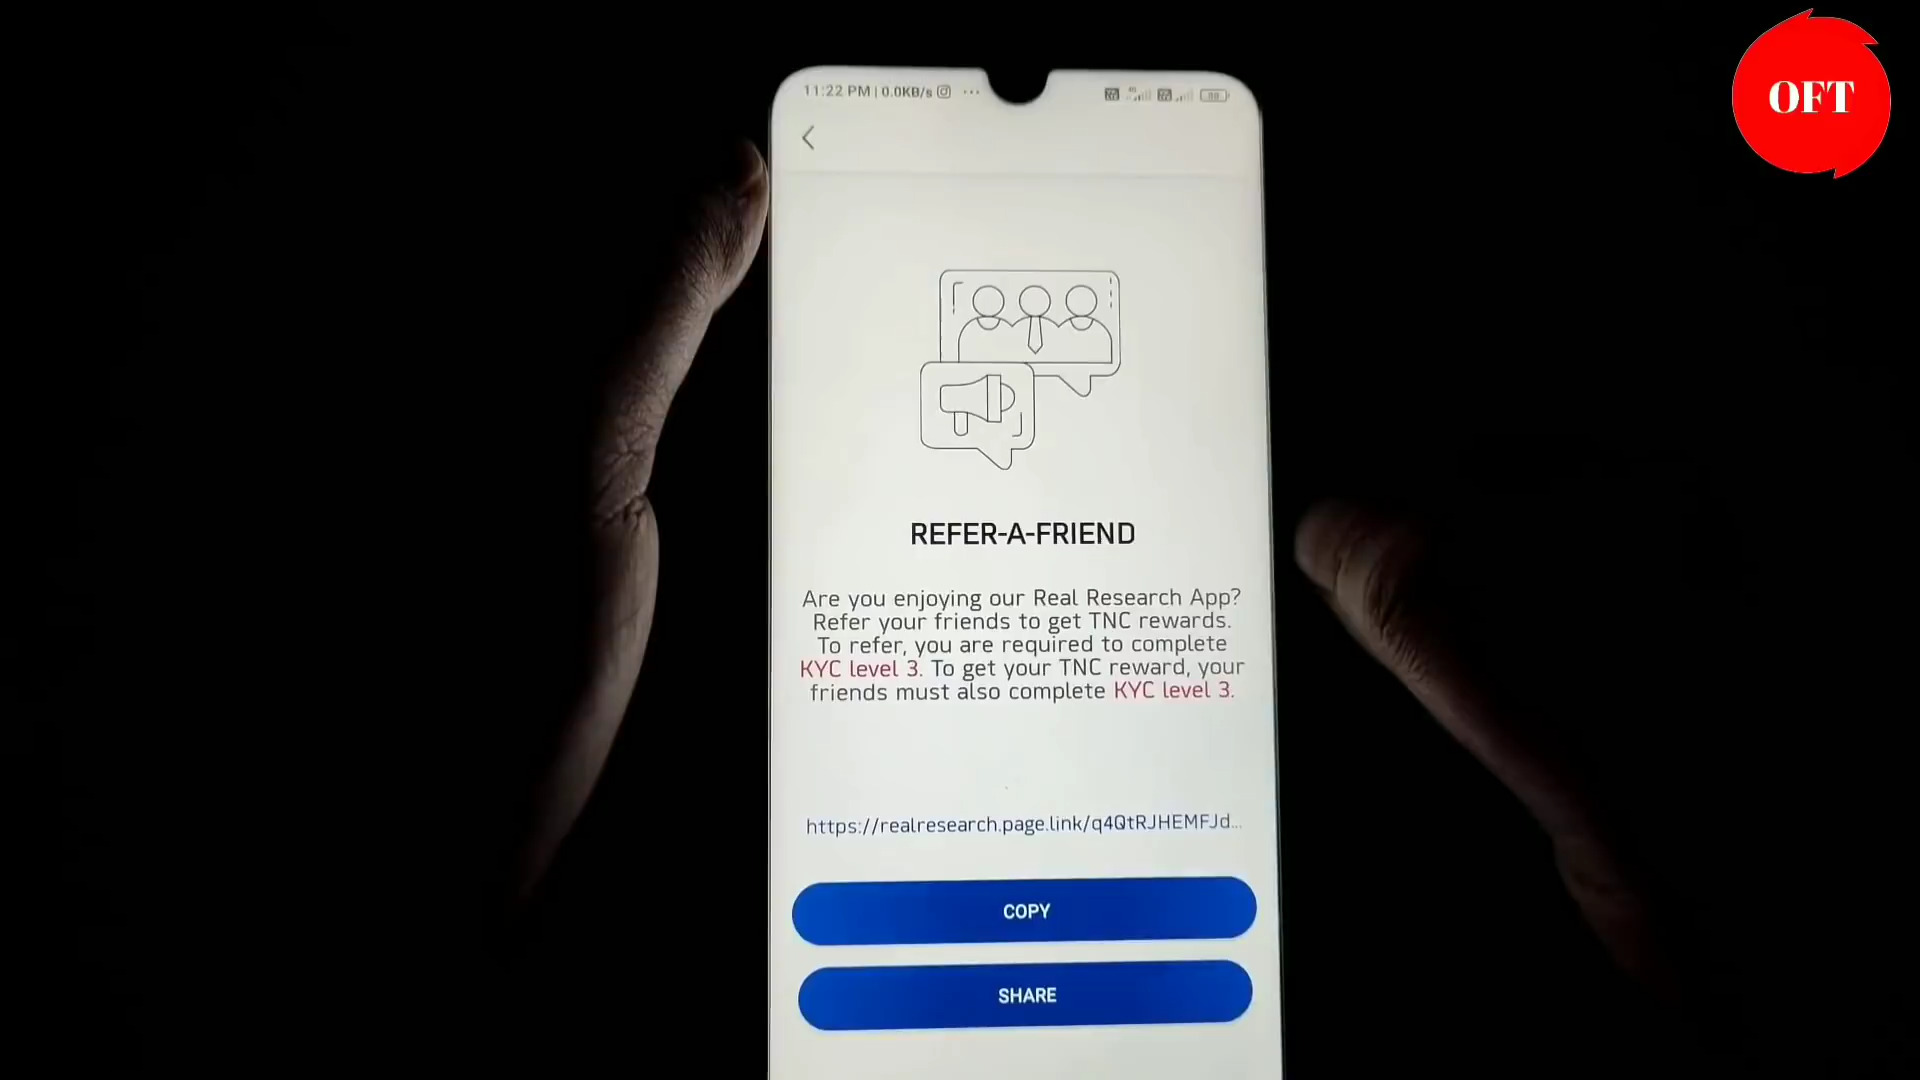 OFT
11:22 PM | 0.0KB/s
REFER-A-FRIEND
Are you enjoying our Real Research App?
Refer your friends to get TNC rewards.
To refer, you are required to complete
KYC level 3. To get your TNC reward, your
friends must also complete KYC level 3.
https://realresearch.page.link/q4QtRJHEMFJd...
COPY
SHARE